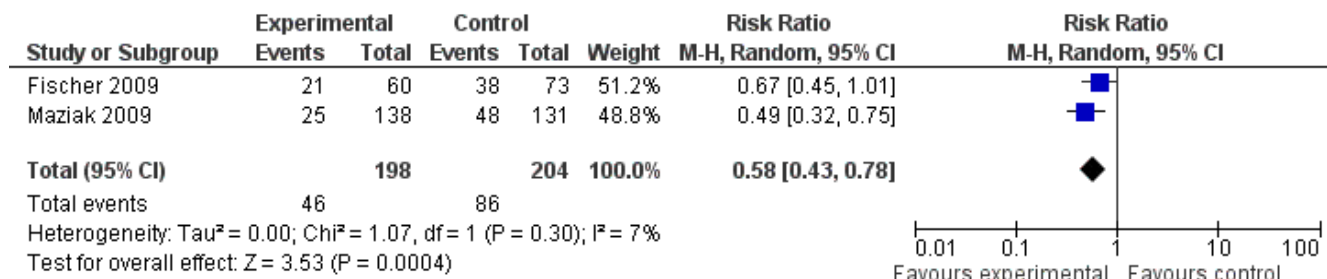 Experimental Control Risk Ratio Risk Ratio
Study or Subgroup Events Total Events Total Weight M-H, Random, 95% CI M-H, Random, 95% CI
Fischer 2009 21 60 38 73 51.2% 0.67 [0.45, 1.01]
Maziak 2009 25 138 48 131 48.8% 0.49 [0.32, 0.75]
Total (95% CI) 198 204 100.0% 0.58 [0.43, 0.78]
Total events 46 86
Heterogeneity: Tau² = 0.00; Chi² = 1.07, df = 1 (P = 0.30); I² = 7%
Test for overall effect: Z = 3.53 (P = 0.0004)
0.01 0.1 1 10 100
Favours experimental Favours control